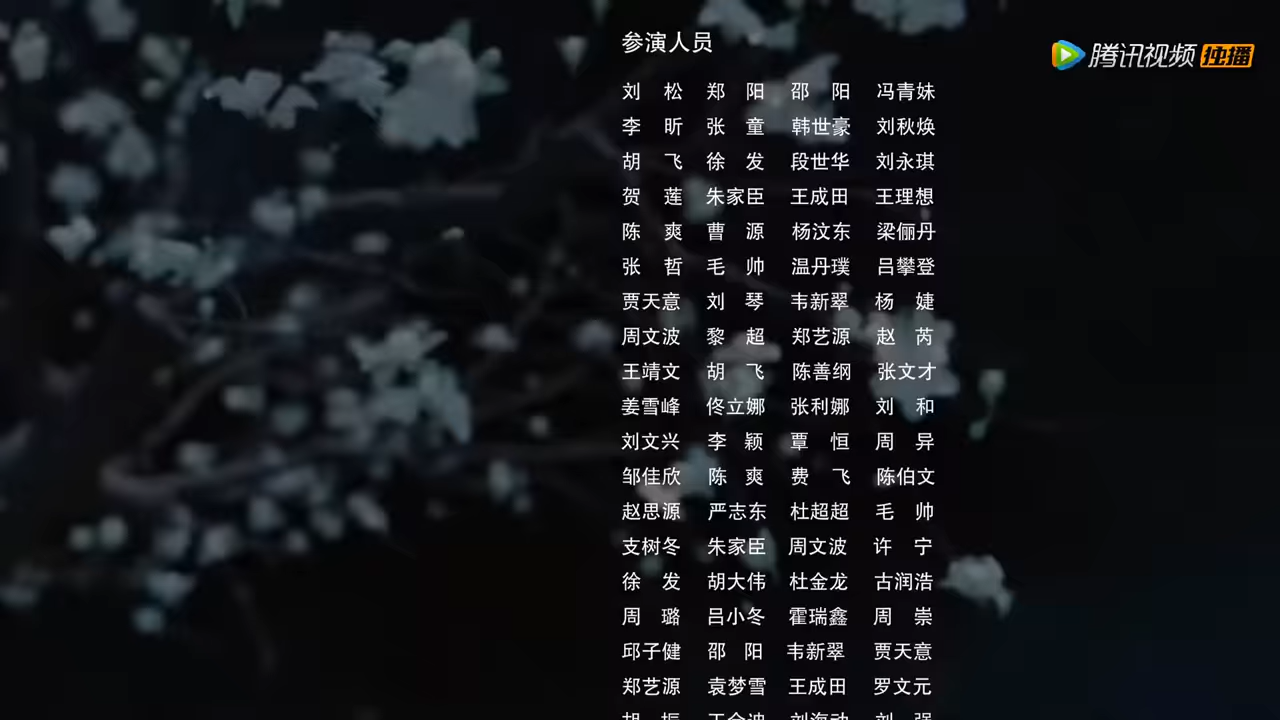 参演人员
腾讯视频 独播
刘 松 郑 阳 邵 阳 冯青妹
李 昕 张 童 韩世豪 刘秋焕
胡 飞 徐 发 段世华 刘永琪
贺 莲 朱家臣 王成田 王理想
陈 爽 曹 源 杨汶东 梁俪丹
张 哲 毛 帅 温丹璞 吕攀登
贾天意 刘 琴 韦新翠 杨 婕
周文波 黎 超 郑艺源 赵 芮
王靖文 胡 飞 陈善纲 张文才
姜雪峰 佟立娜 张利娜 刘 和
刘文兴 李 颖 覃 恒 周 异
邹佳欣 陈 爽 费 飞 陈伯文
赵思源 严志东 杜超超 毛 帅
支树冬 朱家臣 周文波 许 宁
徐 发 胡大伟 杜金龙 古润浩
周 璐 吕小冬 霍瑞鑫 周 崇
邱子健 邵 阳 韦新翠 贾天意
郑艺源 袁梦雪 王成田 罗文元